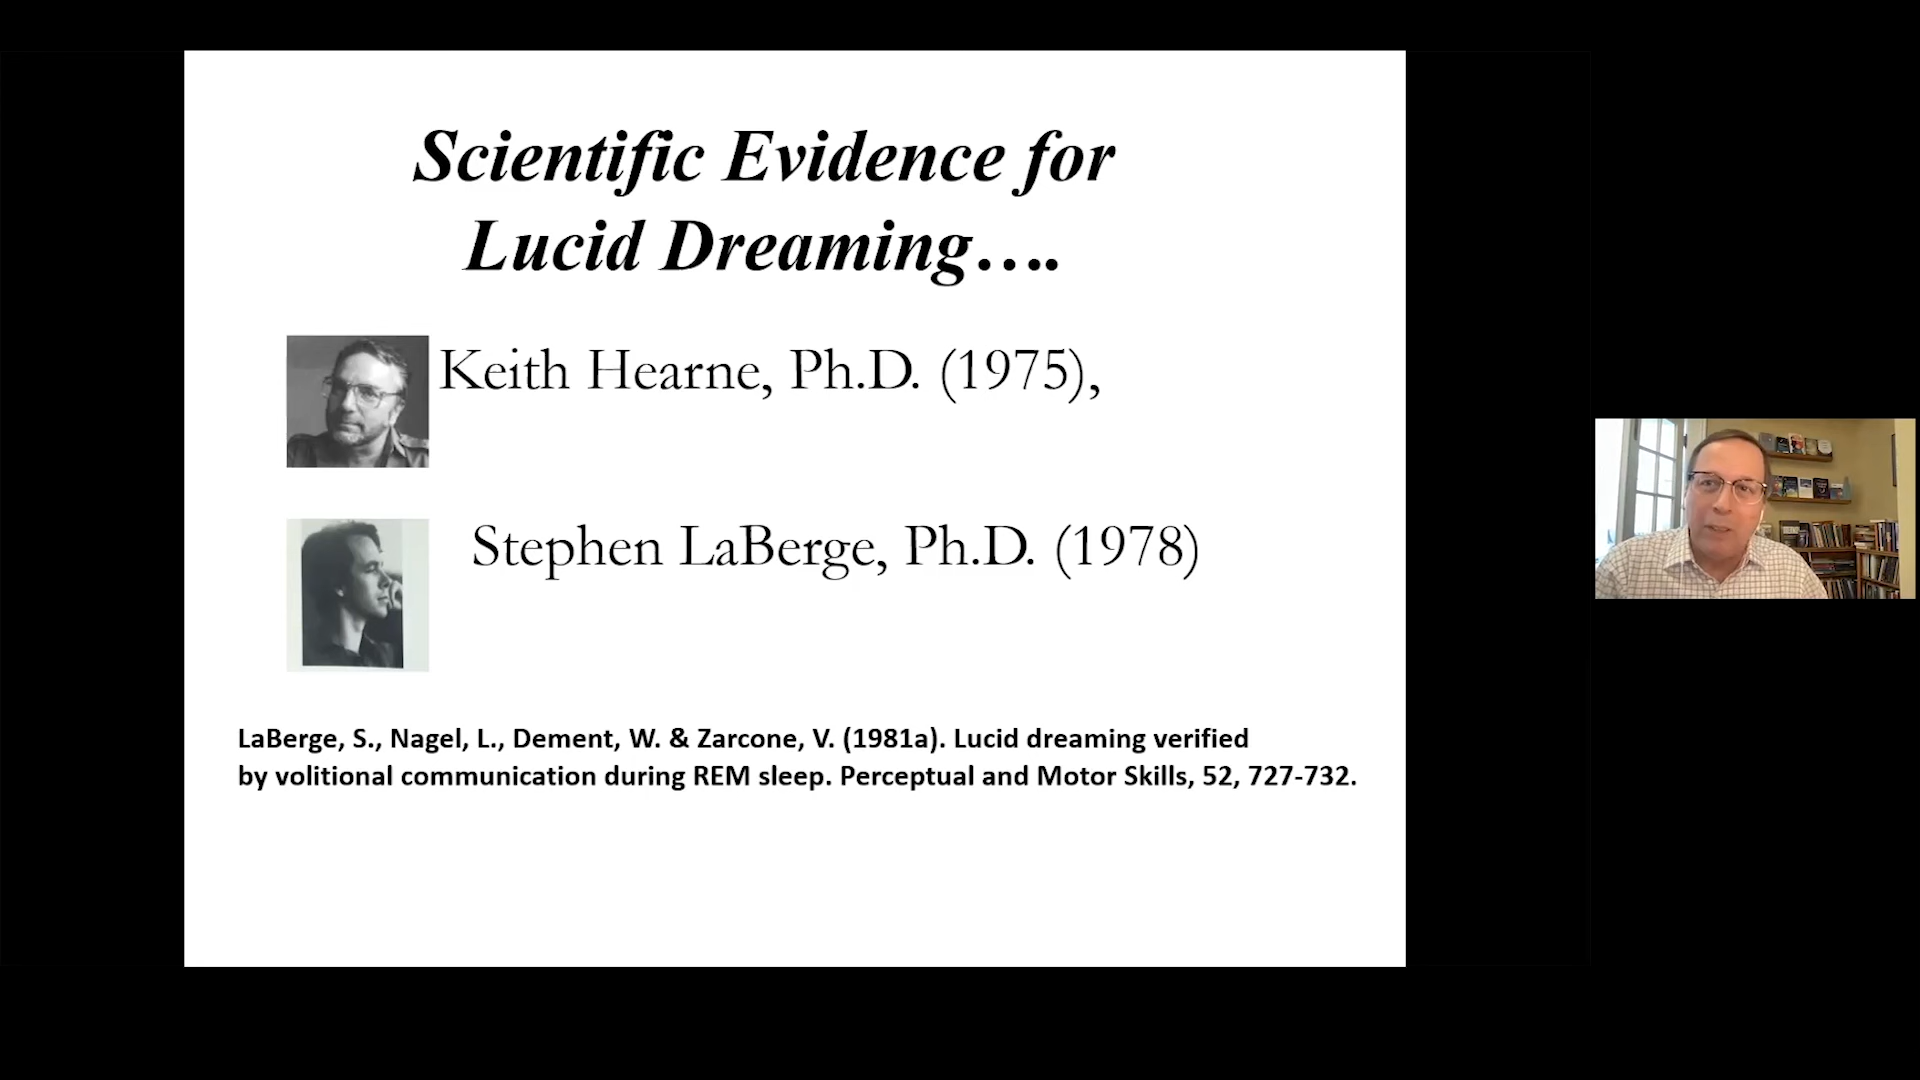 Scientific Evidence for
Lucid Dreaming….
Keith Hearne, Ph.D. (1975),
Stephen LaBerge, Ph.D. (1978)
LaBerge, S., Nagel, L., Dement, W. & Zarcone, V. (1981a). Lucid dreaming verified
by volitional communication during REM sleep. Perceptual and Motor Skills, 52, 727-732.